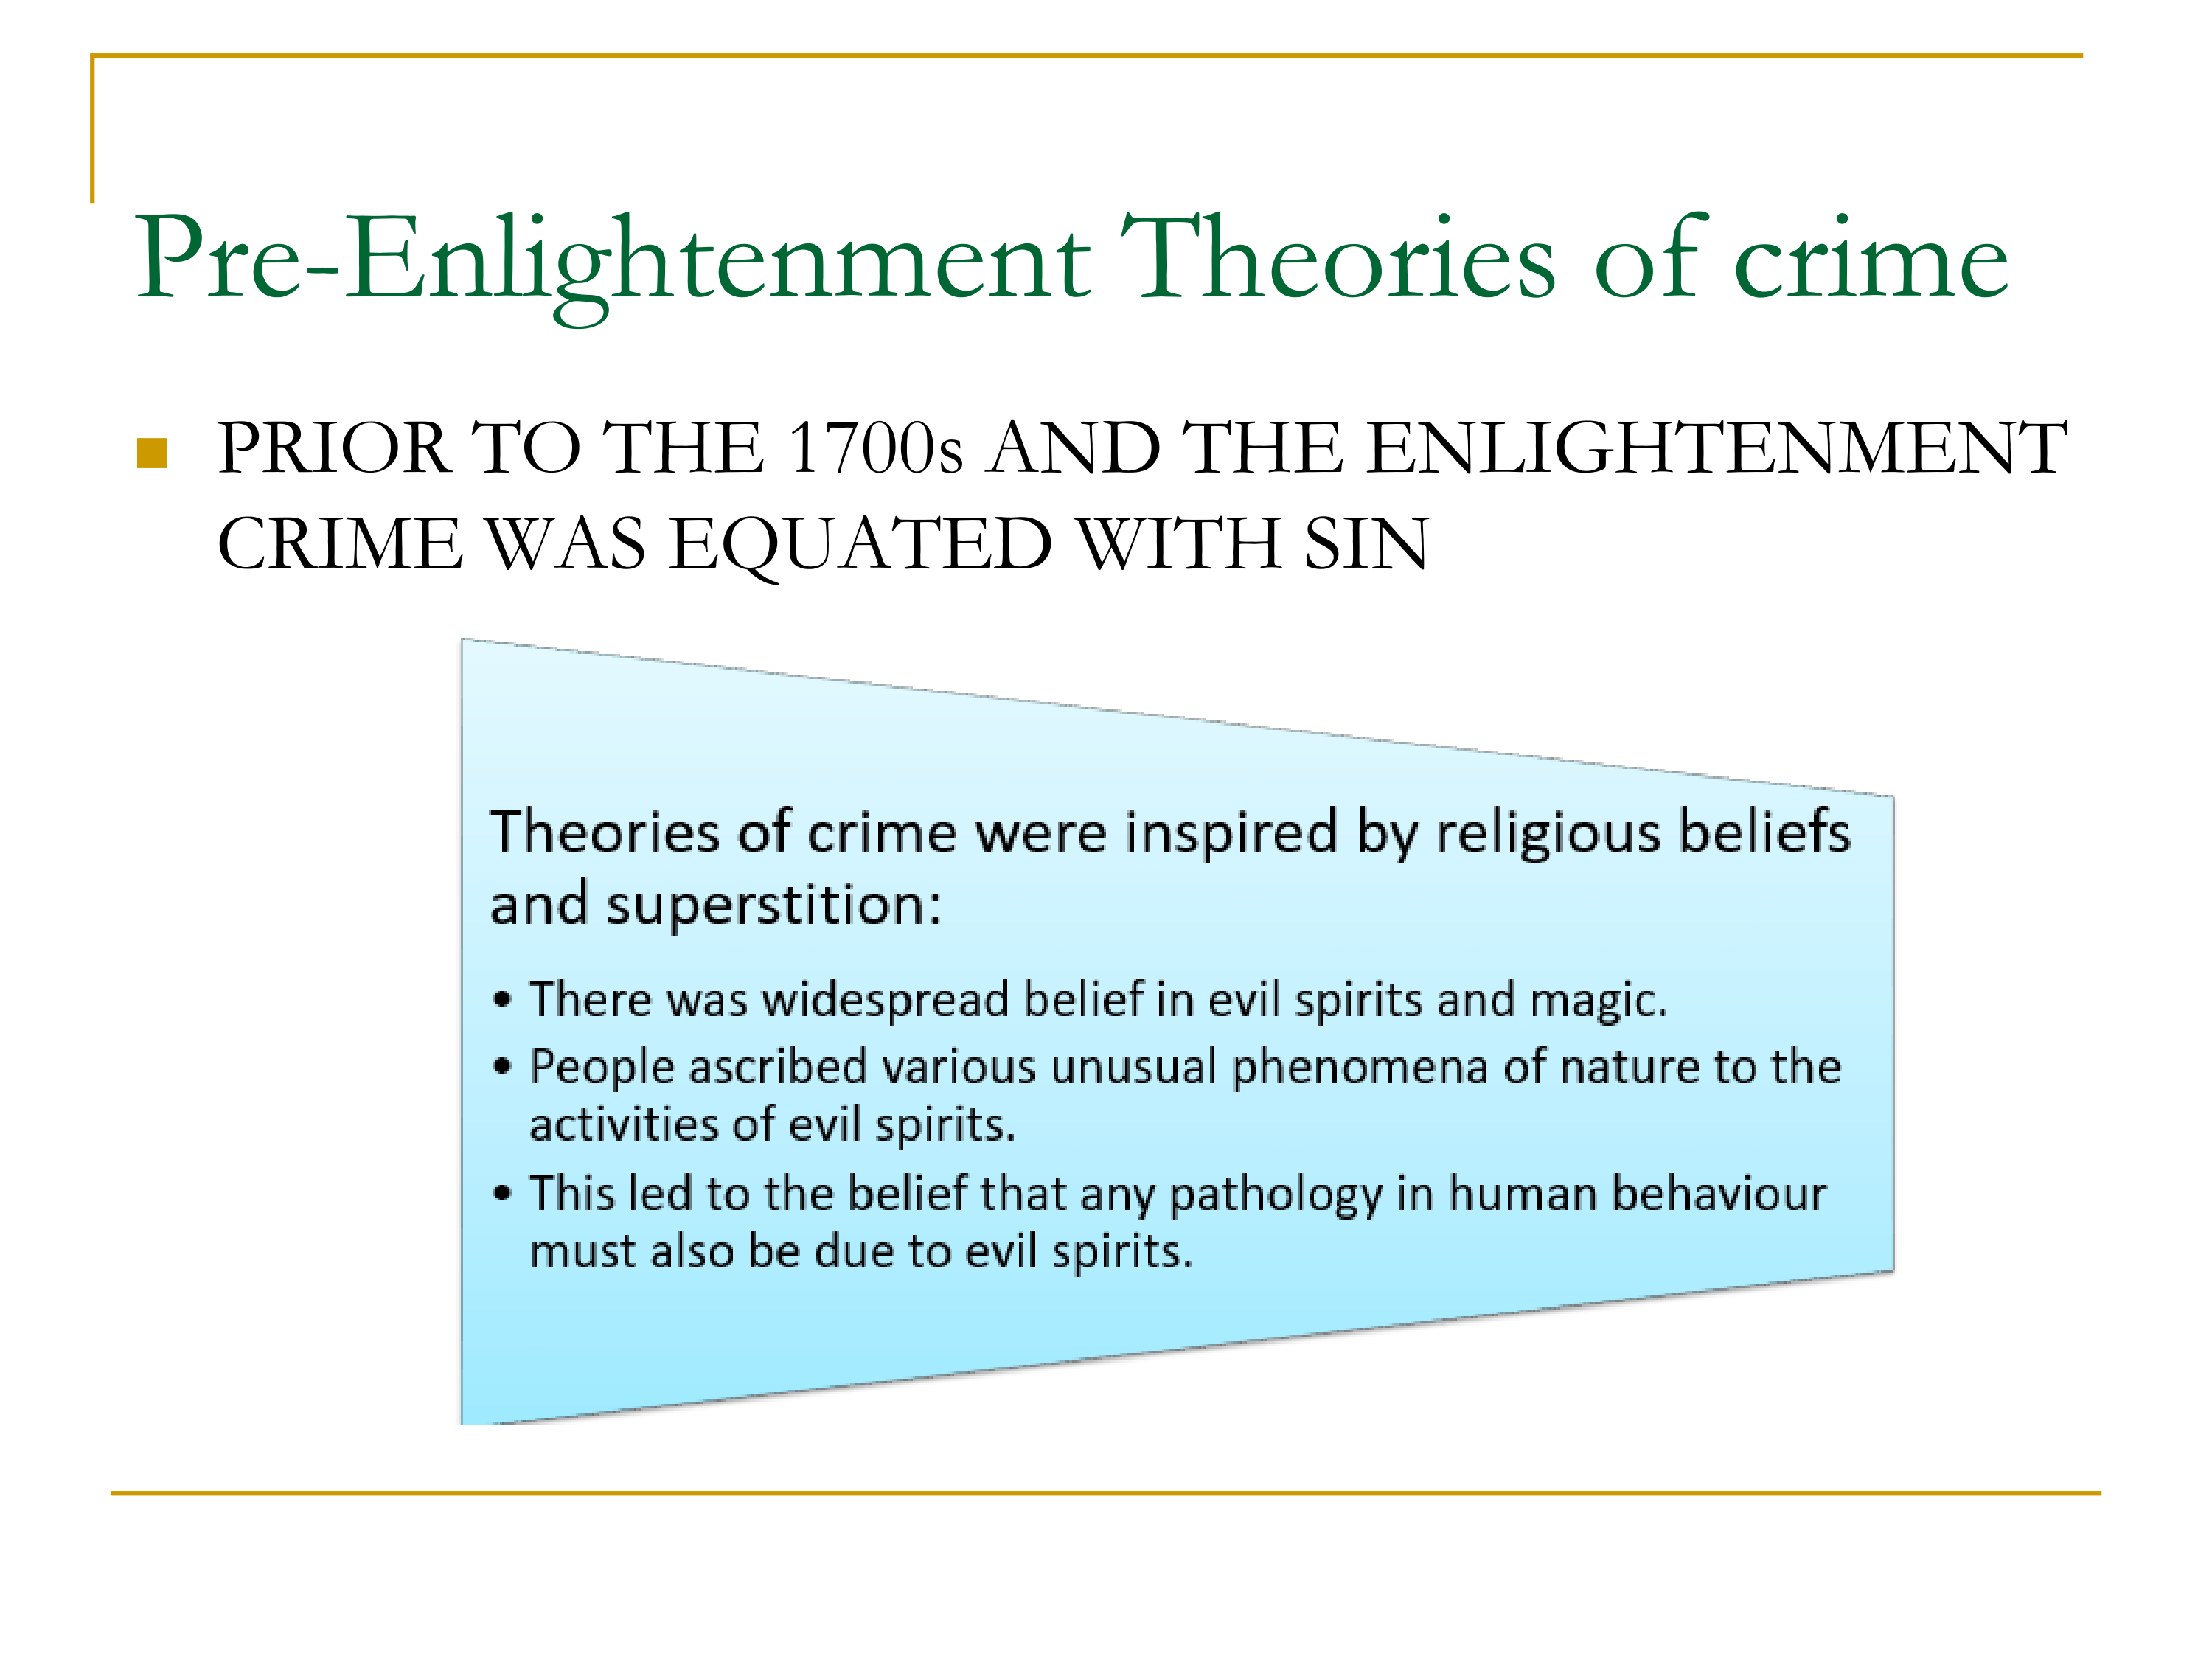 Pre-Enlightenment Theories of crime
PRIOR TO THE 1700s AND THE ENLIGHTENMENT
CRIME WAS EQUATED WITH SIN
Theories of crime were inspired by religious beliefs
and superstition:
• There was widespread belief in evil spirits and magic.
• People ascribed various unusual phenomena of nature to the
activities of evil spirits.
• This led to the belief that any pathology in human behaviour
must also be due to evil spirits.